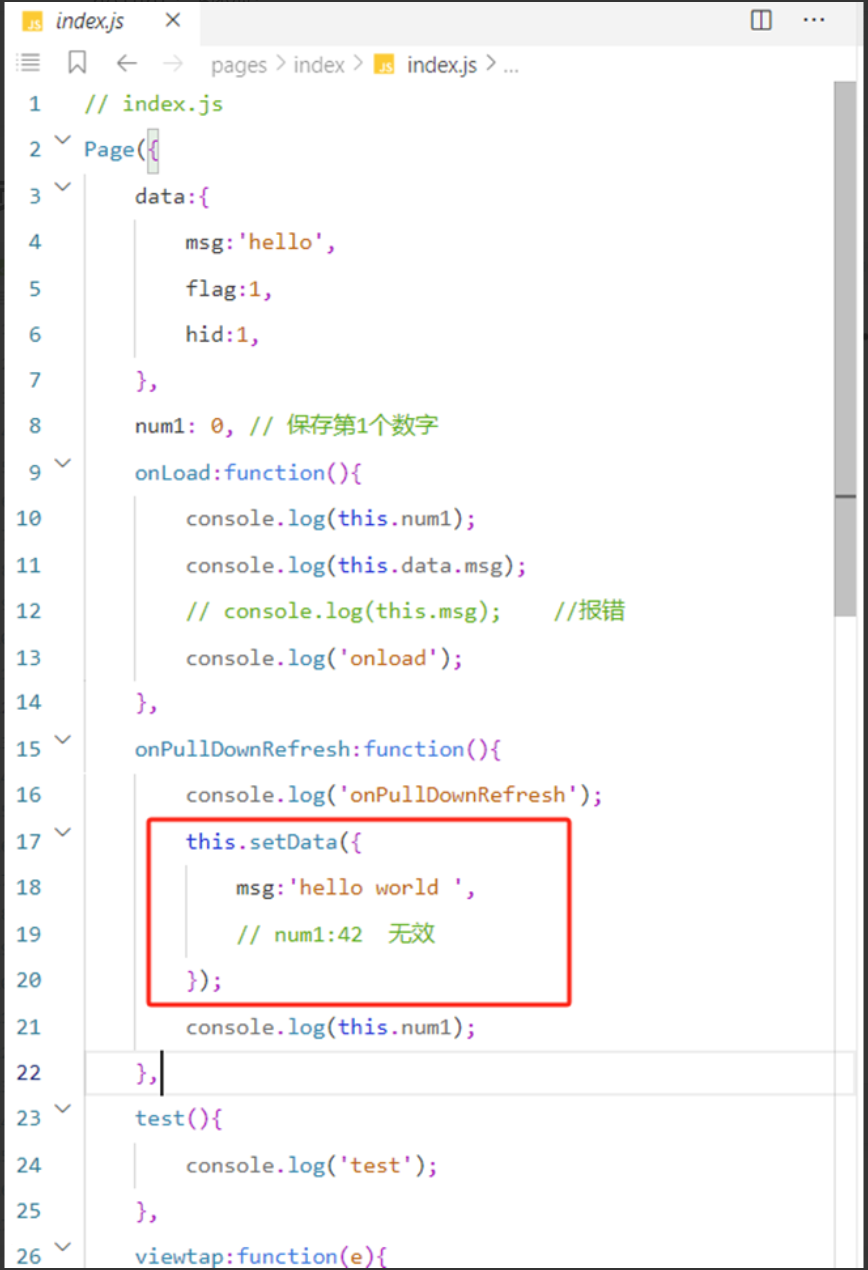 JS index.js ×
pages > index > JS index.js > ...
1 // index.js
2 Page({
3 data:{
4 msg:'hello',
5 flag:1,
6 hid:1,
7 },
8 num1: 0, // 保存第1个数字
9 onLoad:function(){
10 console.log(this.num1);
11 console.log(this.data.msg);
12 // console.log(this.msg); //报错
13 console.log('onload');
14 },
15 onPullDownRefresh:function(){
16 console.log('onPullDownRefresh');
17 this.setData({
18 msg:'hello world ',
19 // num1:42 无效
20 });
21 console.log(this.num1);
22 },
23 test(){
24 console.log('test');
25 },
26 viewtap:function(e){